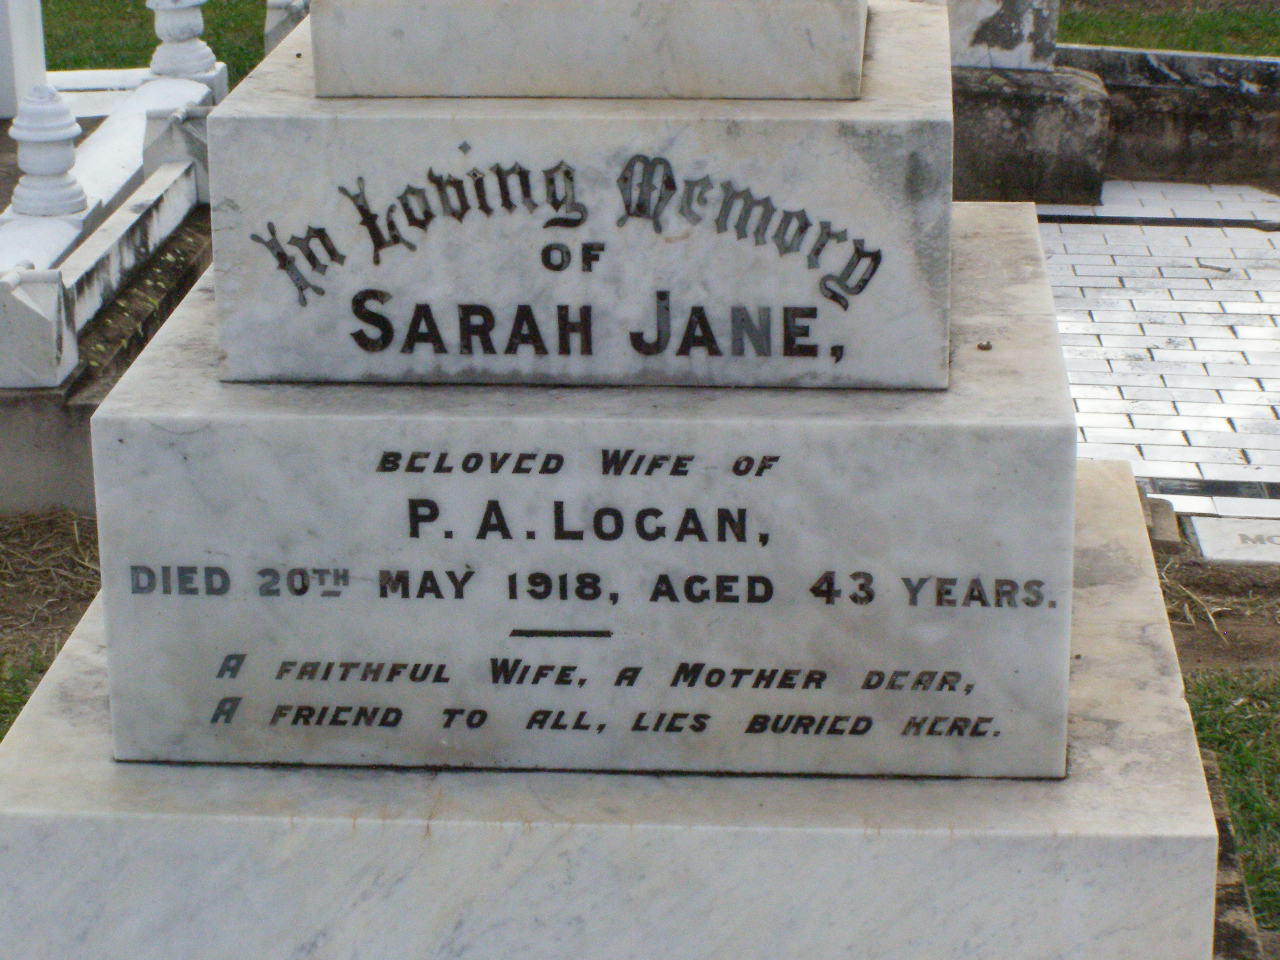 In Loving Memory
OF
SARAH JANE,
BELOVED WIFE OF
P. A. LOGAN,
DIED 20TH MAY 1918, AGED 43 YEARS.
A FAITHFUL WIFE, A MOTHER DEAR,
A FRIEND TO ALL, LIES BURIED HERE.